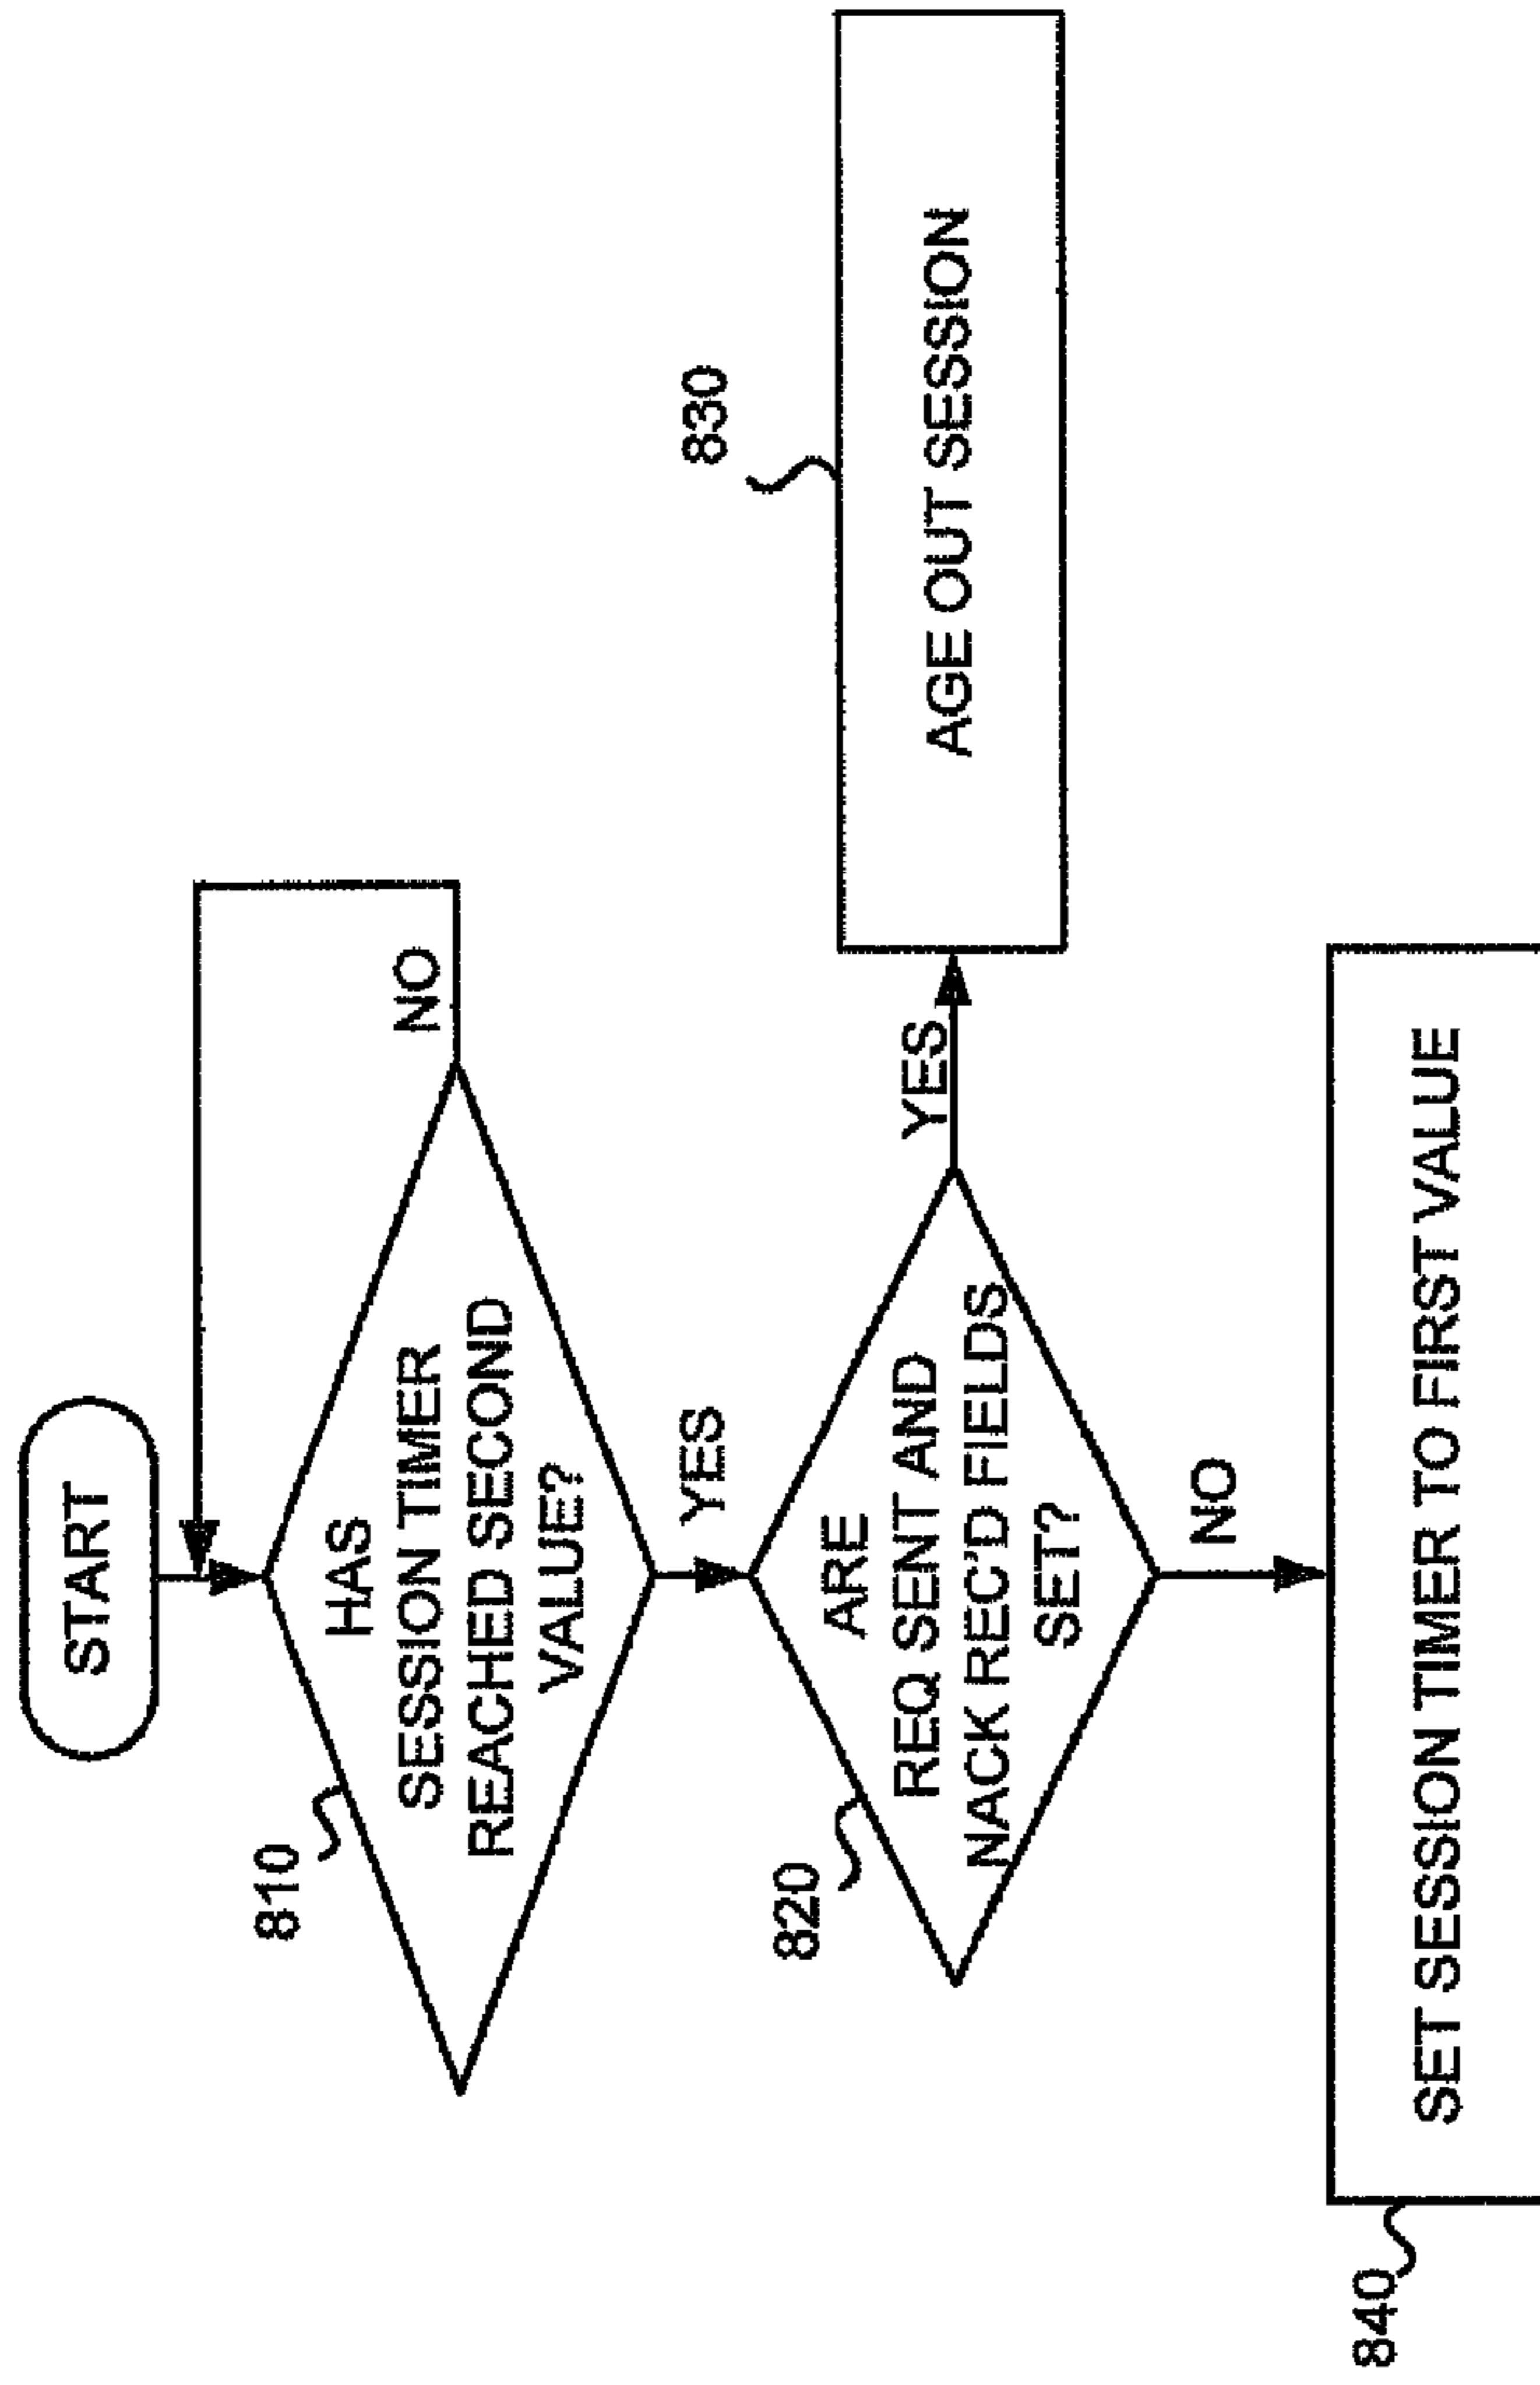 START
810
HAS
SESSION TIMER
REACHED SECOND
VALUE?
NO
YES
820
ARE
REQ SENT AND
NACK REC'D FIELDS
SET?
YES
830
AGE OUT SESSION
NO
840
SET SESSION TIMER TO FIRST VALUE